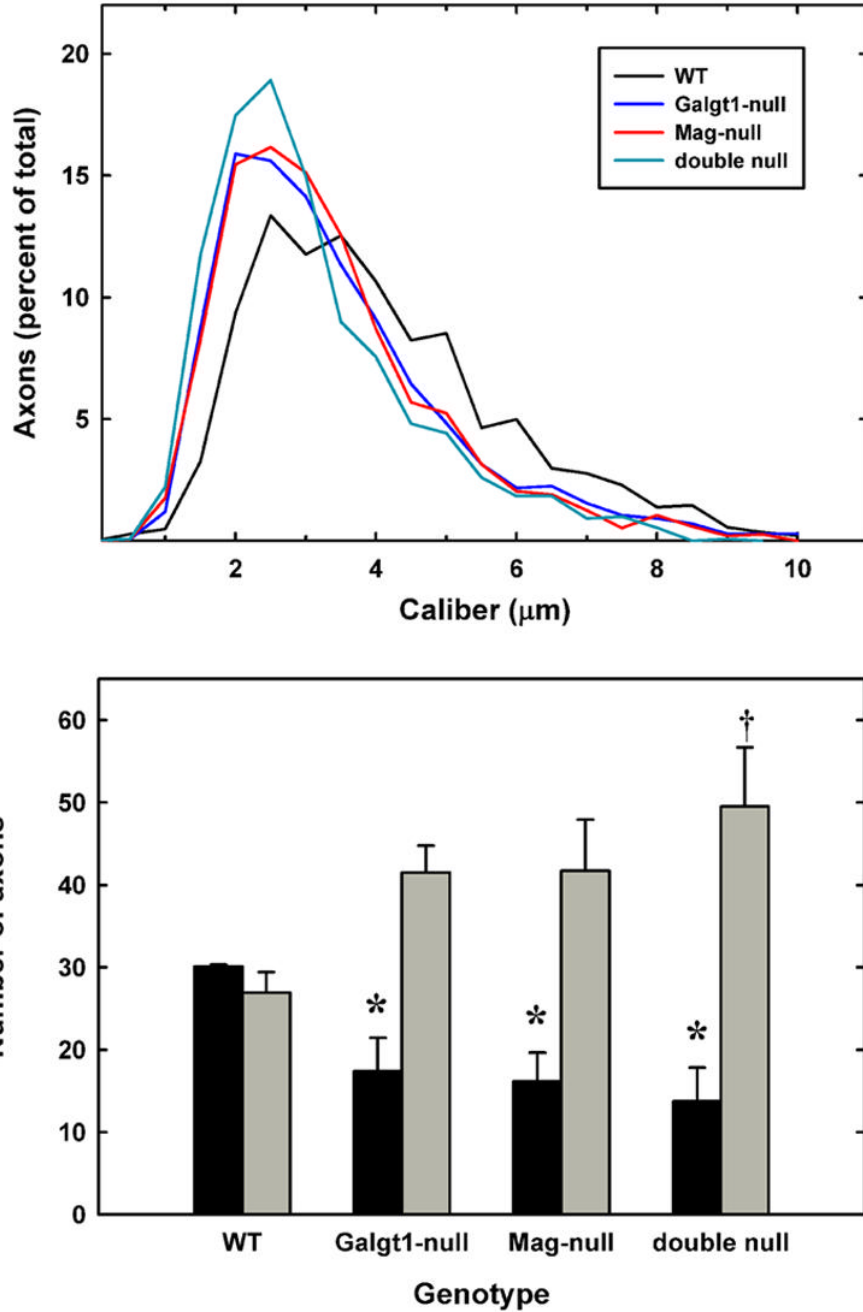 20
15
10
5
Axons (percent of total)
WT
Galgt1-null
Mag-null
double null
2 4 6 8 10
Caliber (μm)
60
50
40
30
20
10
0
* * * †
WT Galgt1-null Mag-null double null
Genotype